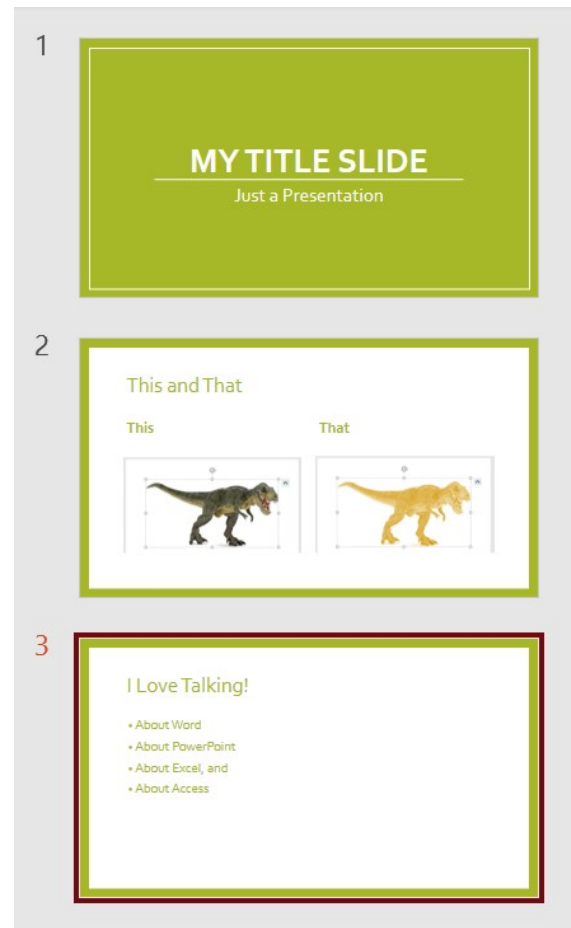 1
MY TITLE SLIDE
Just a Presentation
2
This and That
This That
3
I Love Talking!
• About Word
• About PowerPoint
• About Excel, and
• About Access